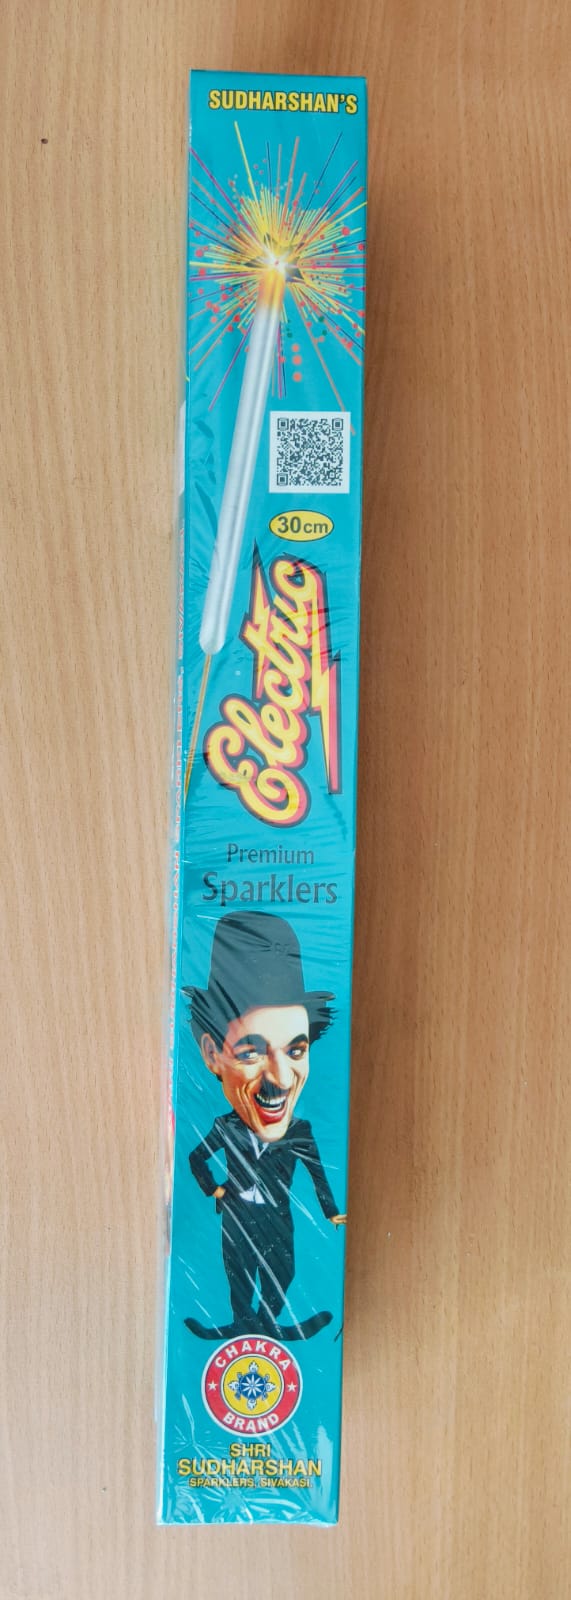 SUDHARSHAN'S
30cm
Electric
Premium
Sparklers
CHAKRA
BRAND
SHRI
SUDHARSHAN
SPARKLERS, SIVAKASI.